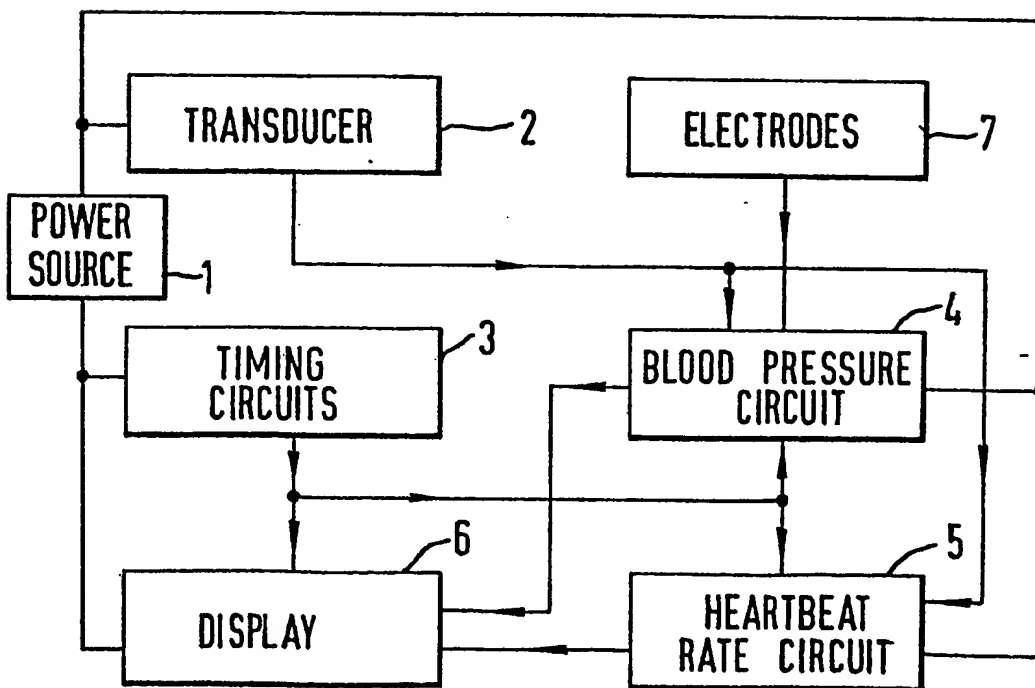 TRANSDUCER
2
ELECTRODES
7
POWER
SOURCE
1
TIMING
CIRCUITS
3
BLOOD PRESSURE
CIRCUIT
4
DISPLAY
6
HEARTBEAT
RATE CIRCUIT
5